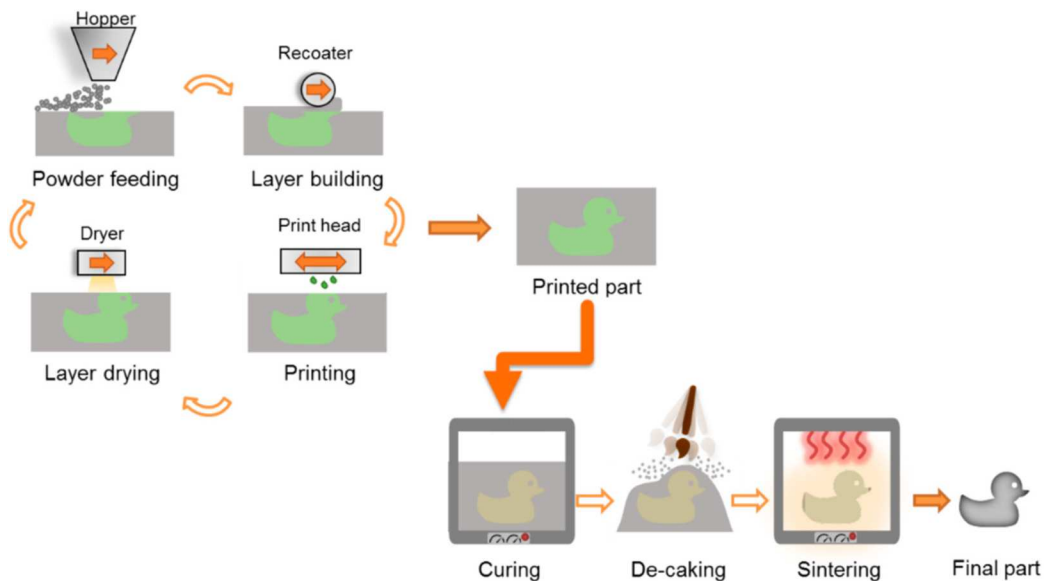 Hopper
Recoater
Powder feeding
Layer building
Dryer
Print head
Layer drying
Printing
Printed part
Curing
De-caking
Sintering
Final part